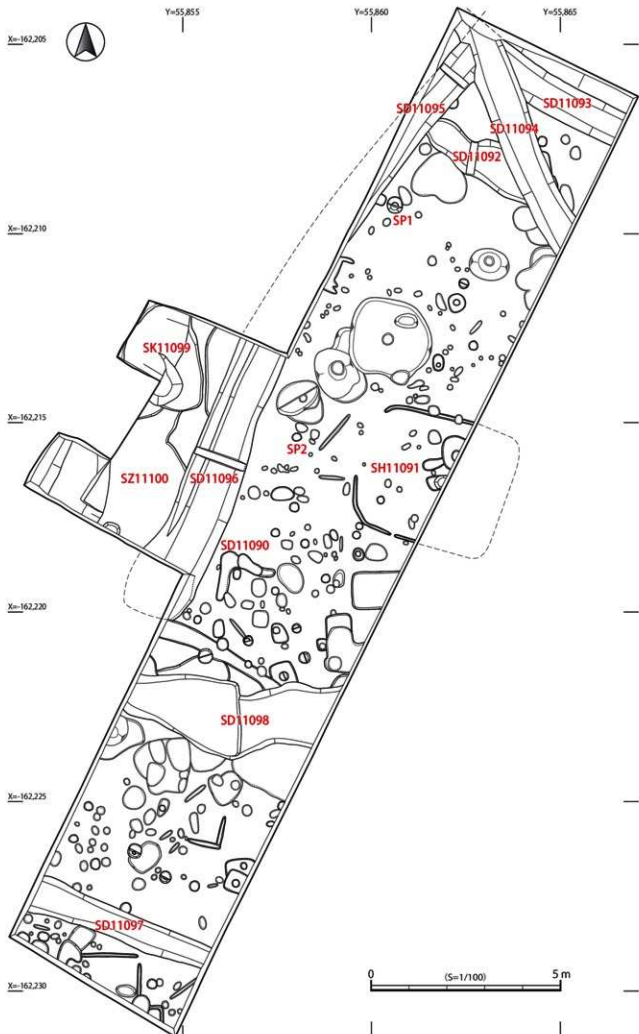 Y=55,855
Y=55,860
Y=55,865
X=-162,205
SD11095
SD11093
SD11094
SD11092
X=-162,210
SP1
SK11099
X=-162,215
SP2
SH11091
SZ11100
SD11096
SD11090
X=-162,220
SD11098
X=-162,225
SD11097
0
(S=1/100)
5 m
X=-162,230